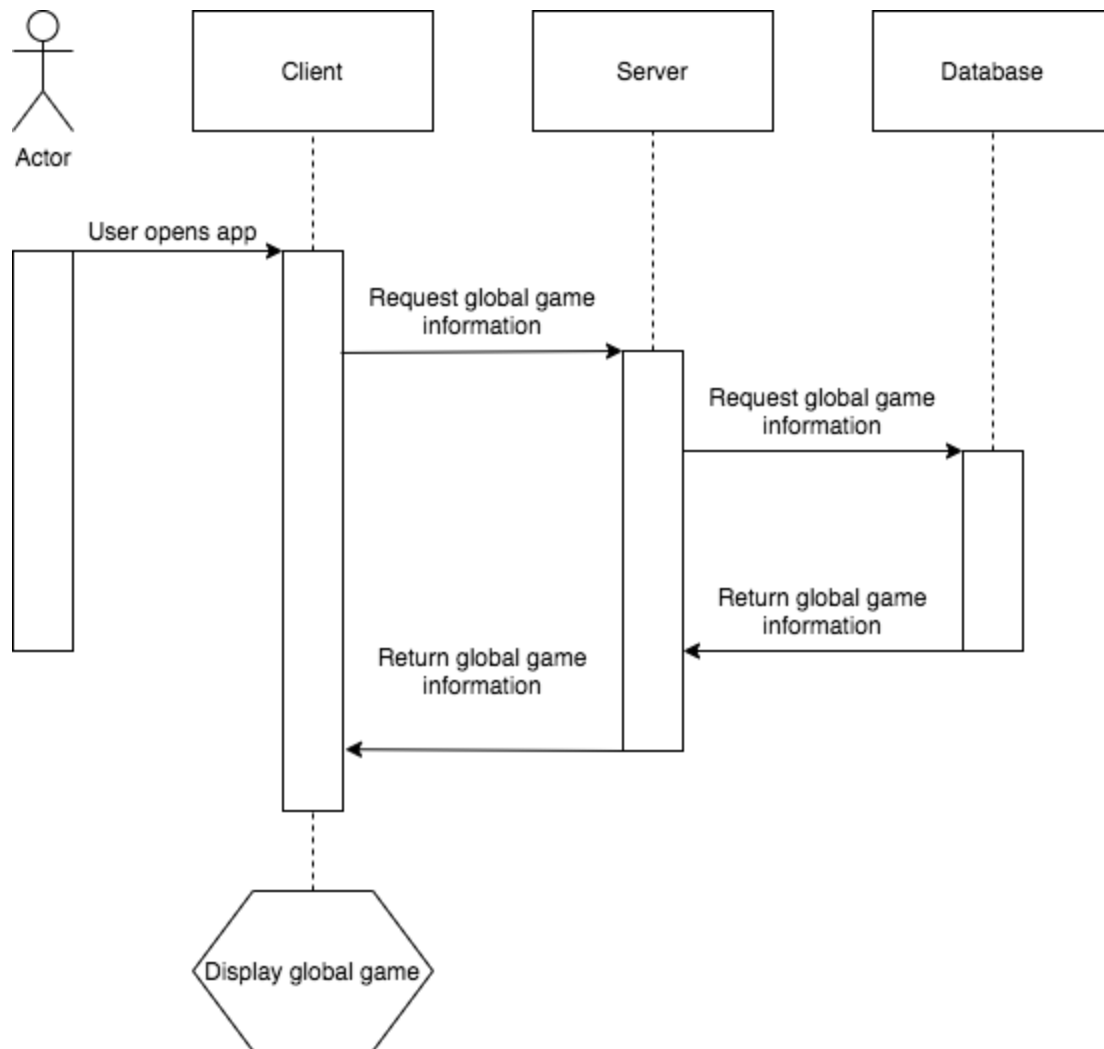 Client
Server
Database
Actor
User opens app
Request global game
information
Request global game
information
Return global game
information
Return global game
information
Display global game